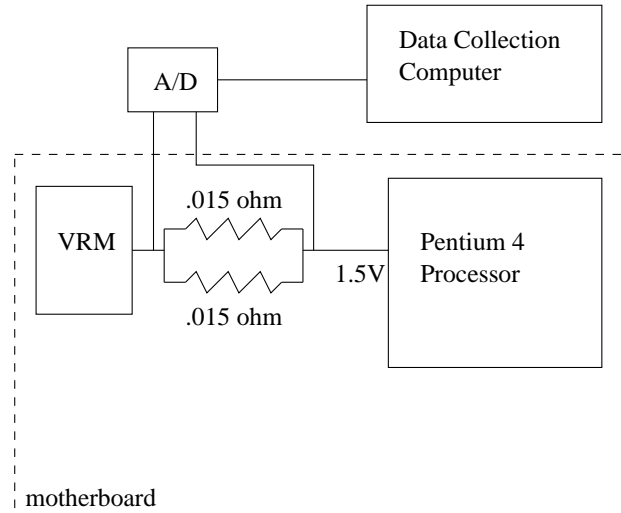 Data Collection
Computer
A/D
.015 ohm
VRM
Pentium 4
Processor
1.5V
.015 ohm
motherboard